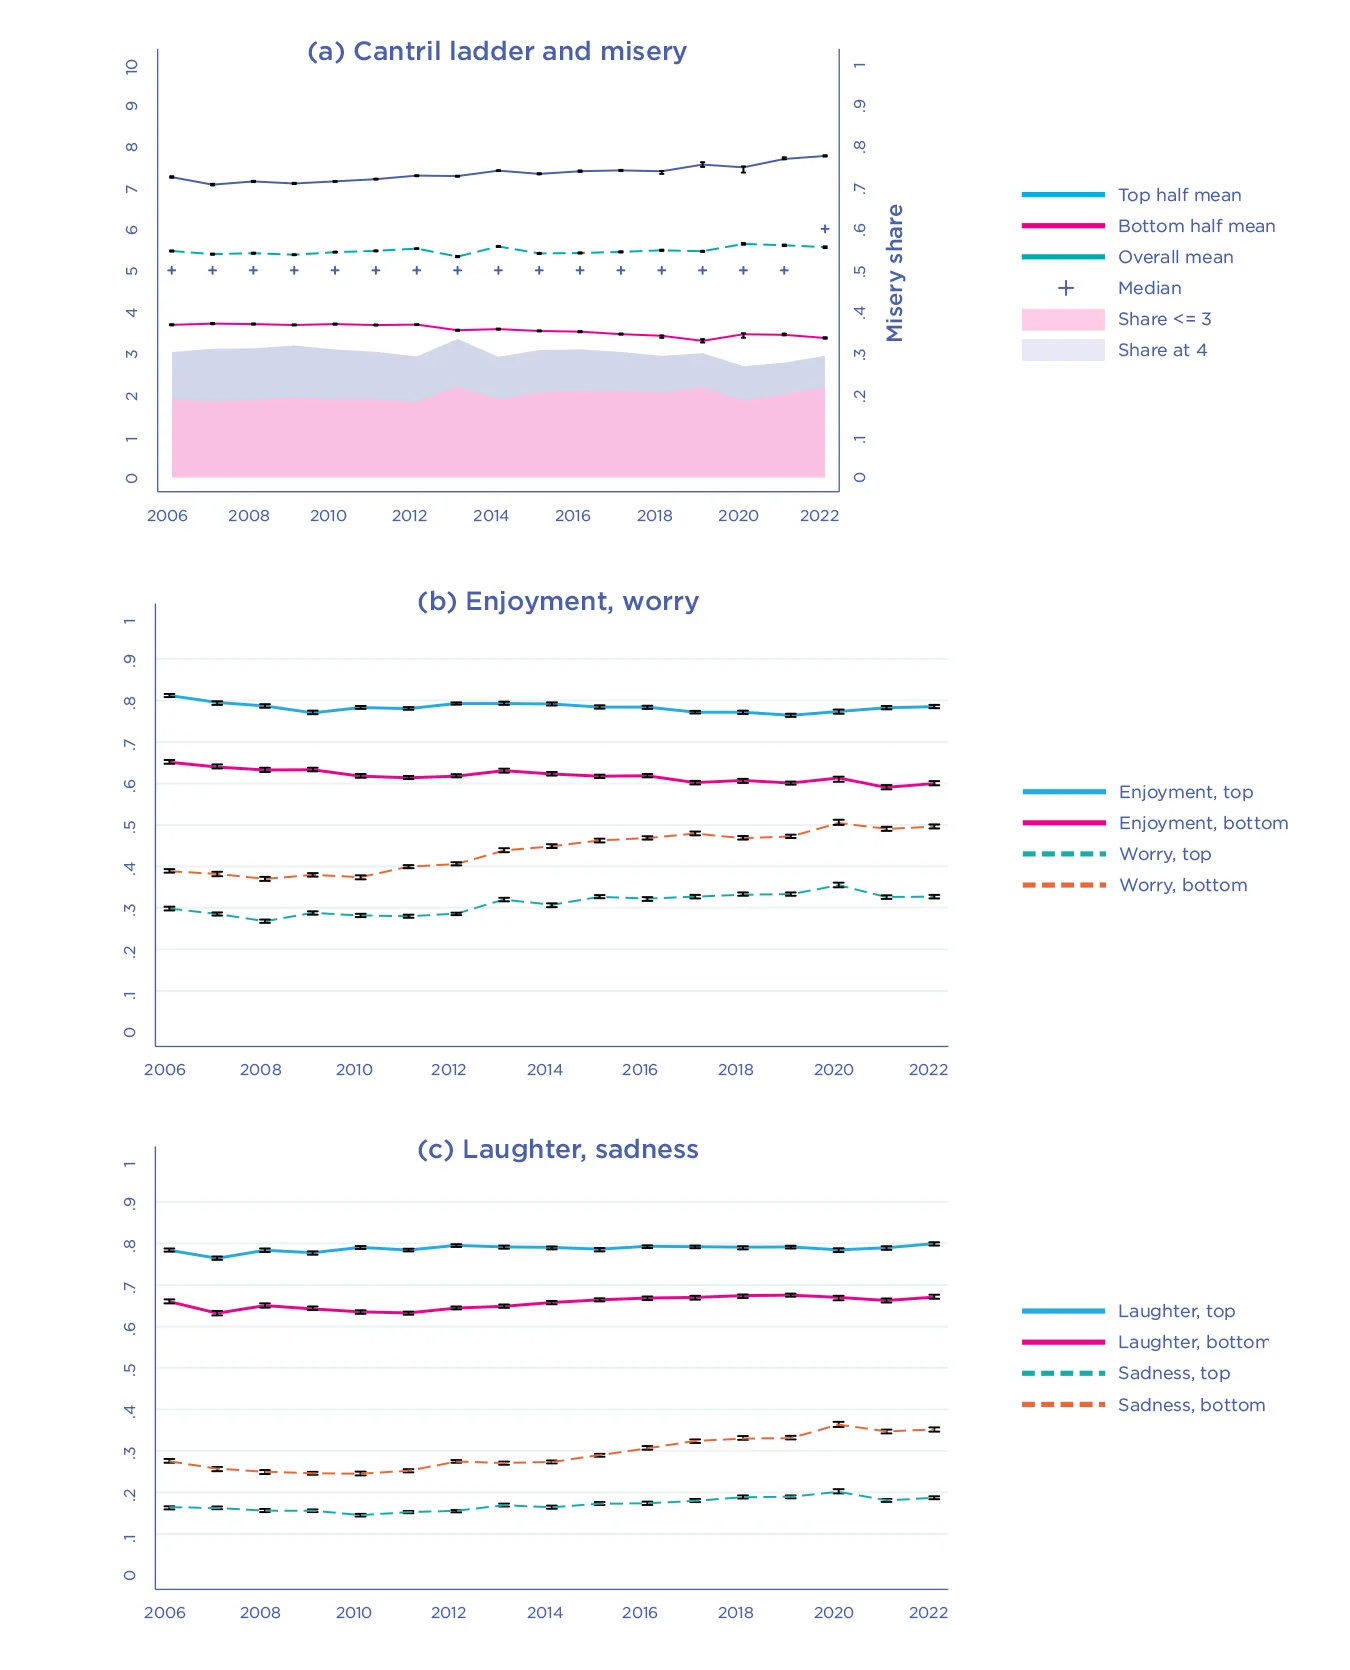 (a) Cantril ladder and misery
10
9
8
7
6
5
4
3
2
1
0
1
.9
.8
.7
.6
.5
.4
.3
.2
.1
0
Misery share
2006 2008 2010 2012 2014 2016 2018 2020 2022
Top half mean
Bottom half mean
Overall mean
Median
Share <= 3
Share at 4
(b) Enjoyment, worry
1
.9
.8
.7
.6
.5
.4
.3
.2
.1
0
2006 2008 2010 2012 2014 2016 2018 2020 2022
Enjoyment, top
Enjoyment, bottom
Worry, top
Worry, bottom
(c) Laughter, sadness
1
.9
.8
.7
.6
.5
.4
.3
.2
.1
0
2006 2008 2010 2012 2014 2016 2018 2020 2022
Laughter, top
Laughter, bottom
Sadness, top
Sadness, bottom